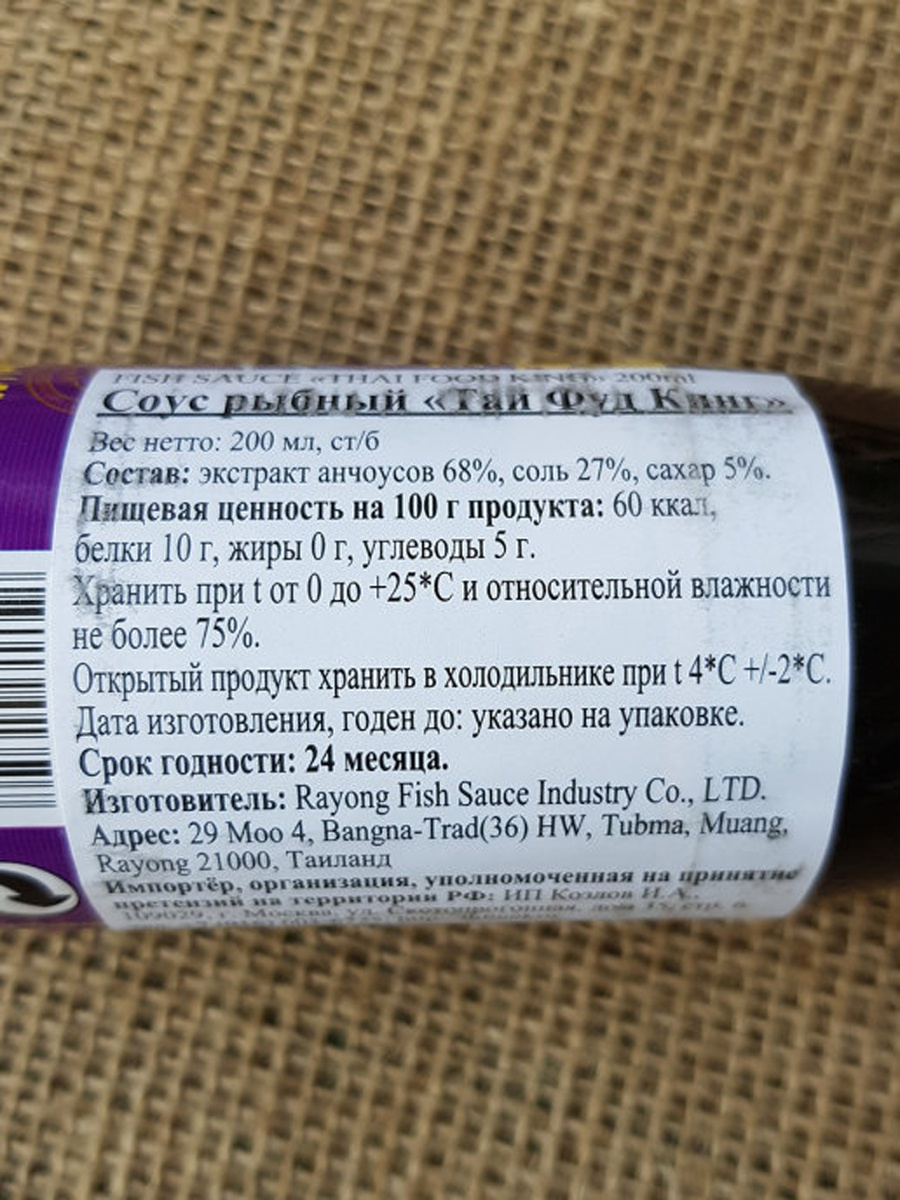 FISH SAUCE «THAI FOOD KING» 200ml
Соус рыбный «Тай Фуд Кинг»
Вес нетто: 200 мл, ст/б
Состав: экстракт анчоусов 68%, соль 27%, сахар 5%.
Пищевая ценность на 100 г продукта: 60 ккал,
белки 10 г, жиры 0 г, углеводы 5 г.
Хранить при t от 0 до +25*C и относительной влажности
не более 75%.
Открытый продукт хранить в холодильнике при t 4*C +/-2*C.
Дата изготовления, годен до: указано на упаковке.
Срок годности: 24 месяца.
Изготовитель: Rayong Fish Sauce Industry Co., LTD.
Адрес: 29 Moo 4, Bangna-Trad(36) HW, Tubma, Muang,
Rayong 21000, Таиланд
Импортёр, организация, уполномоченная на принятие
претензий на территории РФ: ИП Козлов И.А.,
109029, г. Москва, ул. Скотопрогонная, дом